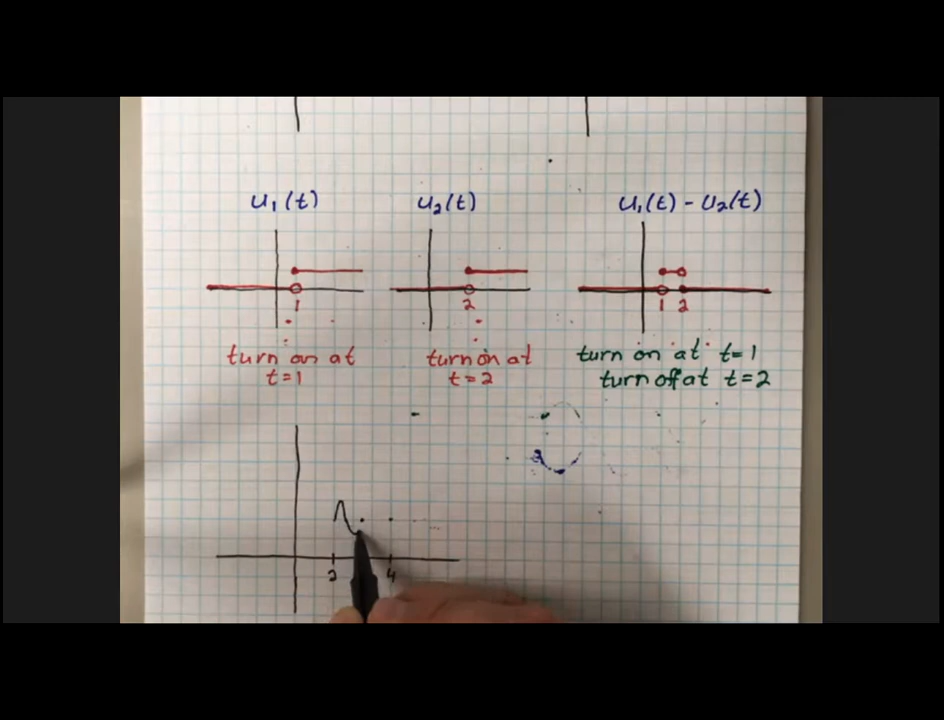 u₁(t) u₂(t) u₁(t) - u₂(t)
1 2 1 2
turn on at turn on at turn on at t=1
t=1 t=2 turn off at t=2
2 4